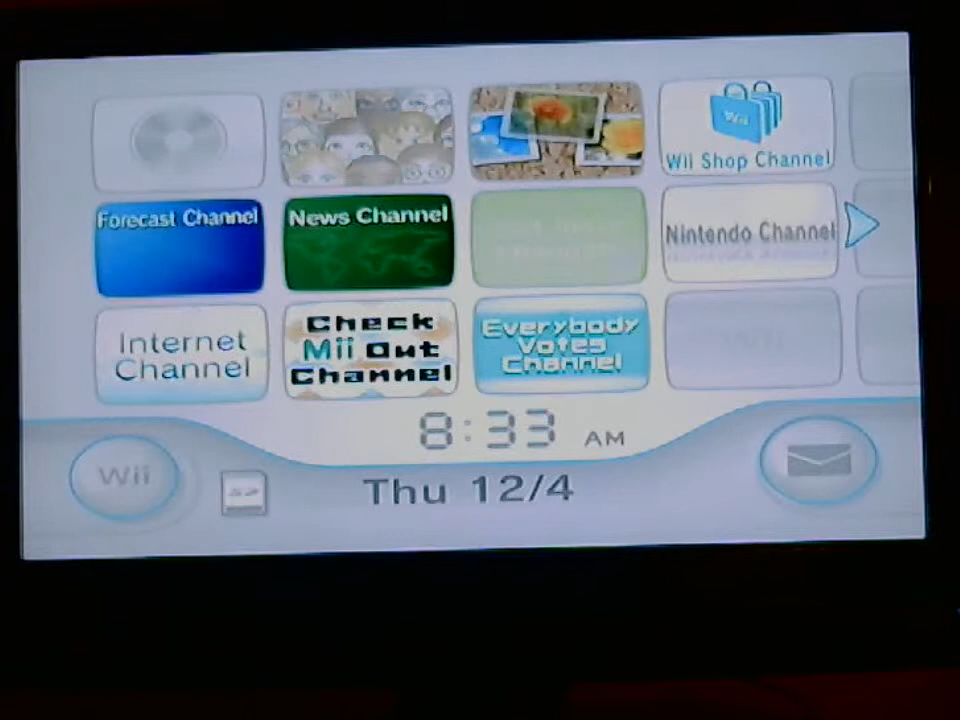 Wii
Wii Shop Channel
Forecast Channel
News Channel
Nintendo Channel
Internet
Channel
Check
Mii Out
Channel
Everybody
Votes
Channel
8:33 AM
Wii
Thu 12/4